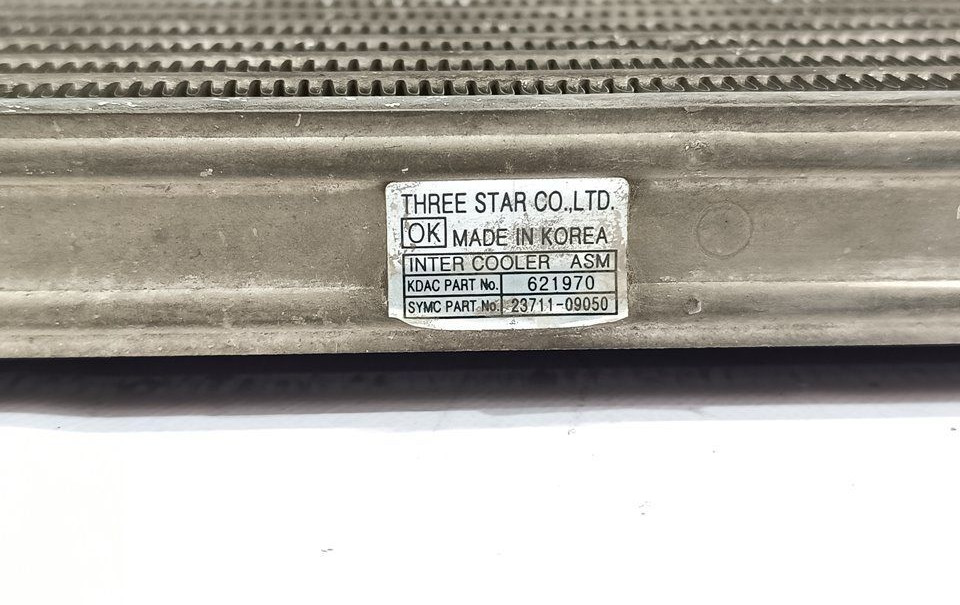 THREE STAR CO.,LTD.
OK MADE IN KOREA
INTER COOLER ASM
KDAC PART No. 621970
SYMC PART No. 23711-09050